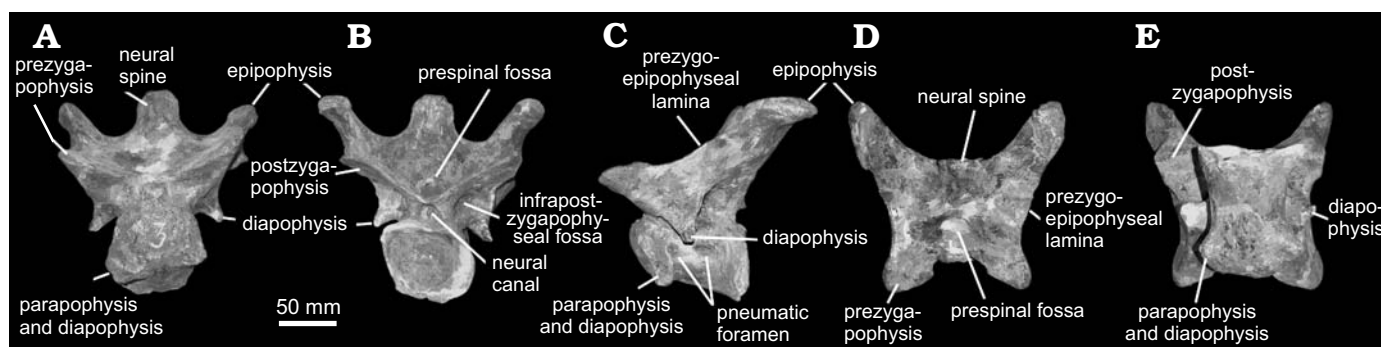 A
neural
spine
prezyga-
pophysis
epipophysis
B
prespinal fossa
postzyga-
pophysis
diapophysis
infrapost-
zygapophy-
seal fossa
neural
canal
3
parapophysis
and diapophysis
50 mm
C
prezygo-
epipophyseal
lamina
epipophysis
diapophysis
parapophysis
and diapophysis
pneumatic
foramen
D
neural spine
prezygo-
epipophyseal
lamina
prezyga-
pophysis
prespinal fossa
E
post-
zygapophysis
diapo-
physis
parapophysis
and diapophysis